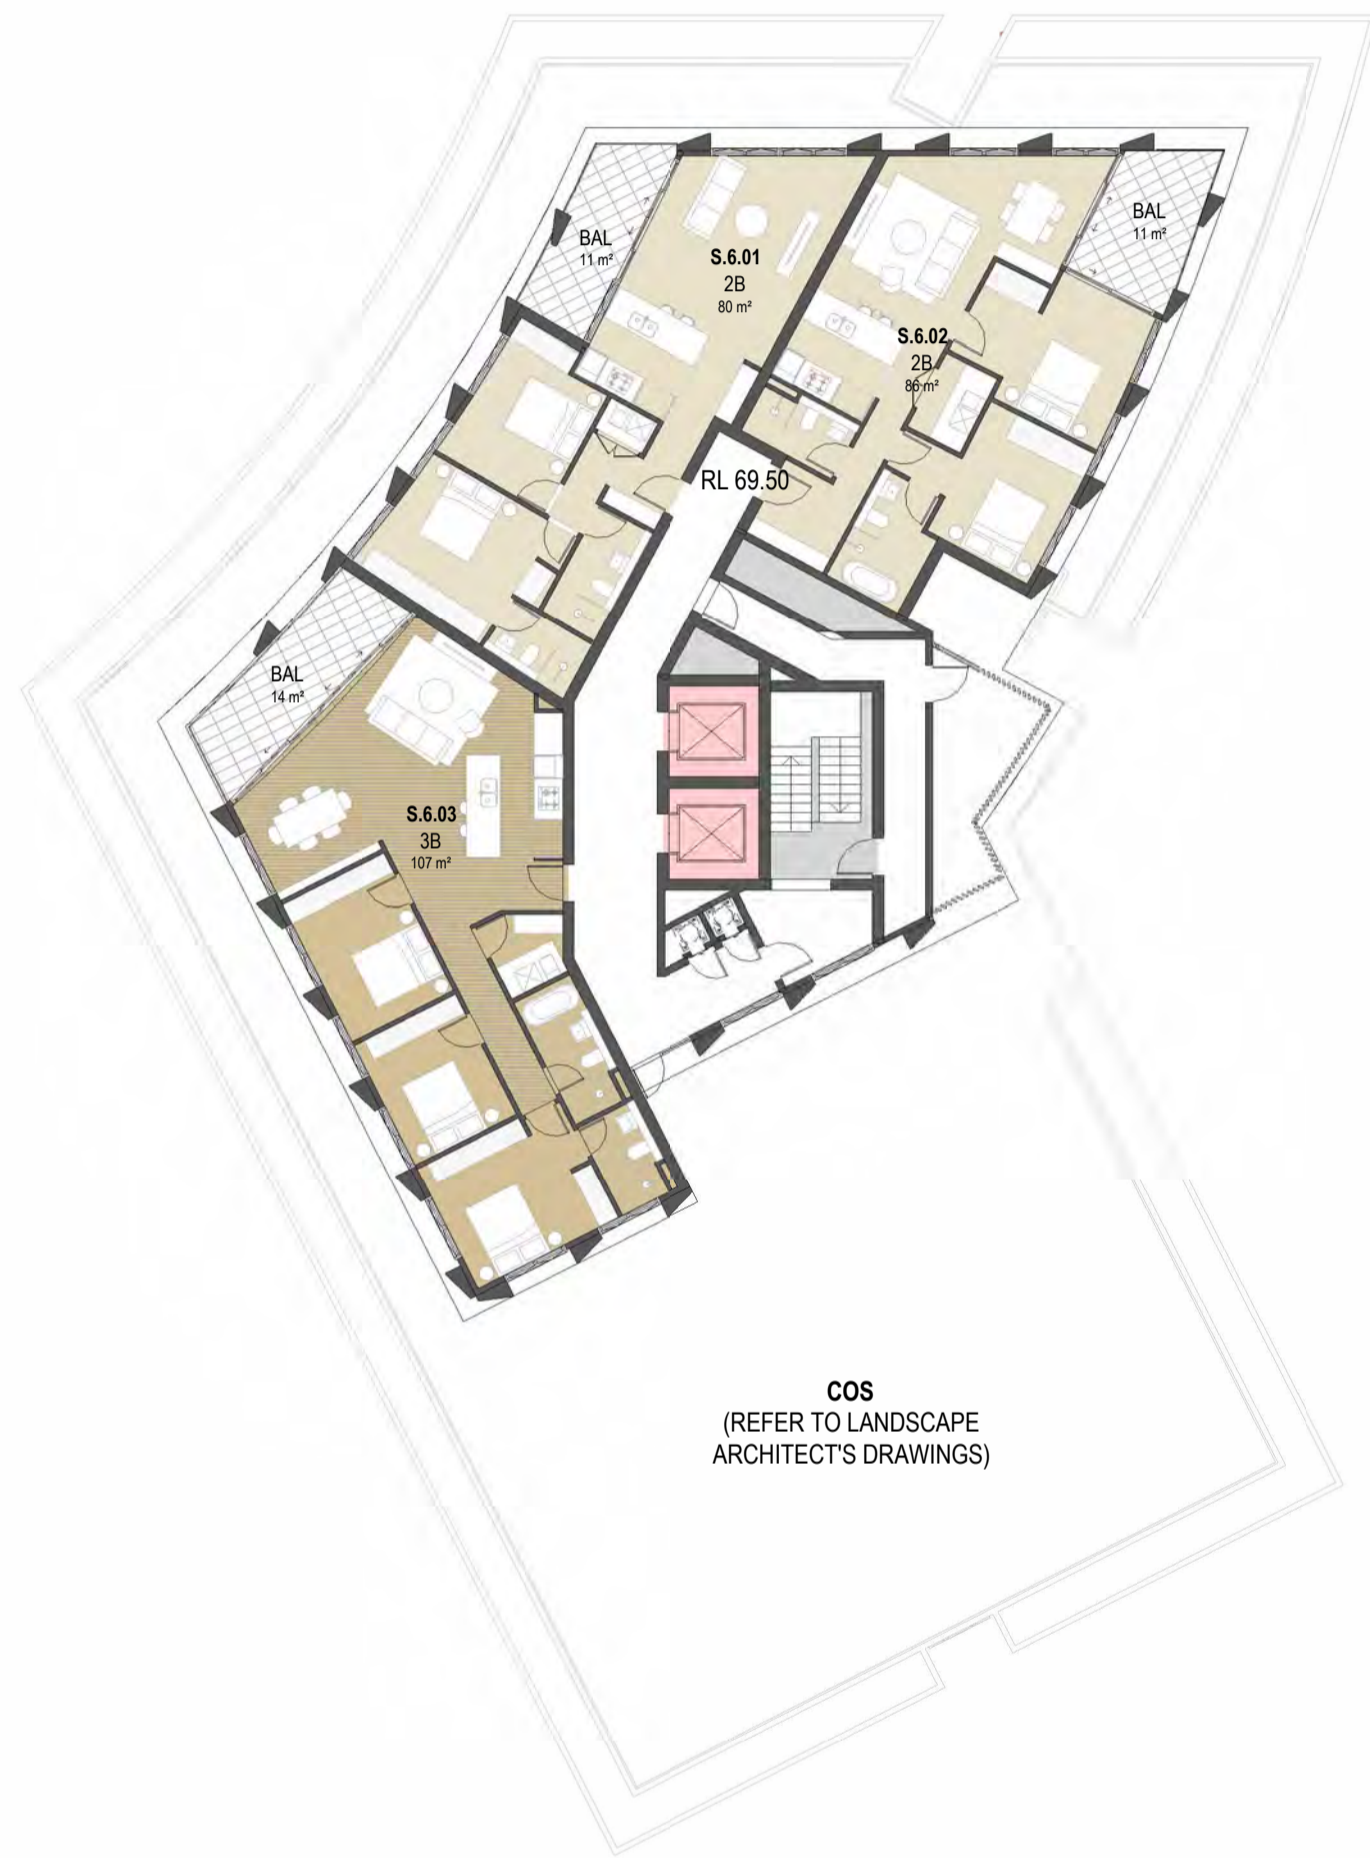 BAL
11 m²
S.6.01
2B
80 m²
BAL
11 m²
S.6.02
2B
86 m²
RL 69.50
BAL
14 m²
S.6.03
3B
107 m²
COS
(REFER TO LANDSCAPE
ARCHITECT'S DRAWINGS)